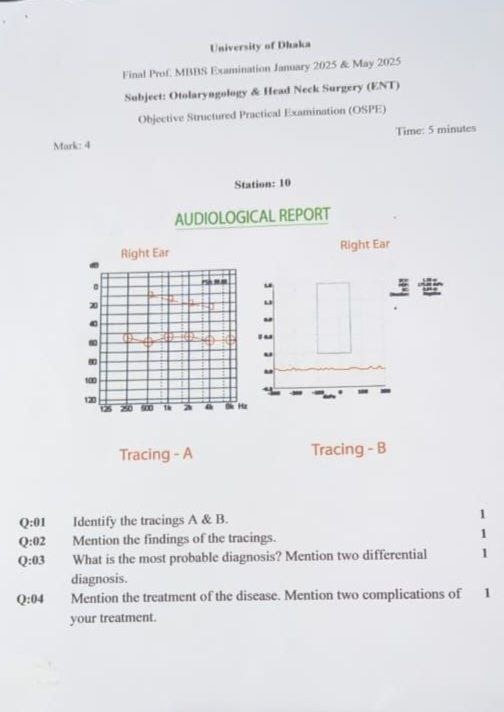 University of Dhaka
Final Prof. MBBS Examination January 2025 & May 2025
Subject: Otolaryngology & Head Neck Surgery (ENT)
Objective Structured Practical Examination (OSPE)
Mark: 4
Time: 5 minutes
Station: 10
AUDIOLOGICAL REPORT
Right Ear
Right Ear
dB
0
20
40
60
80
100
120
125 250 500 1k 2k 4k 8k Hz
Tracing - A
Tracing - B
Q:01 Identify the tracings A & B. 1
Q:02 Mention the findings of the tracings. 1
Q:03 What is the most probable diagnosis? Mention two differential 1
diagnosis.
Q:04 Mention the treatment of the disease. Mention two complications of 1
your treatment.